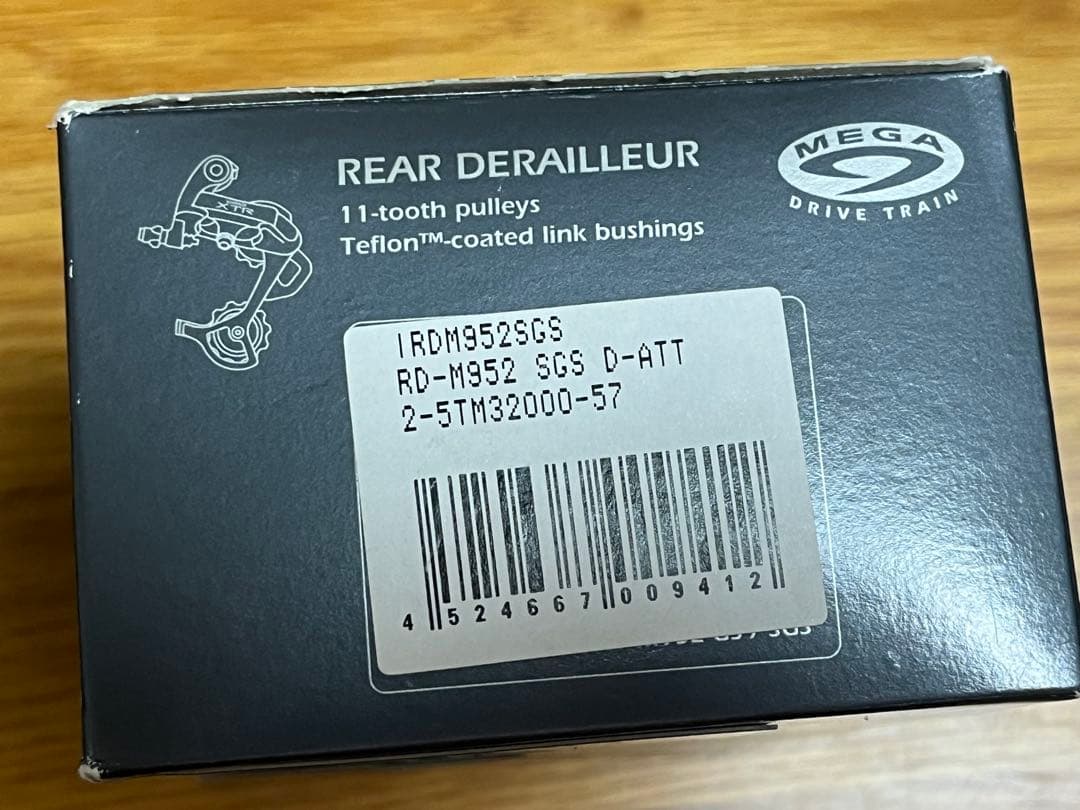 REAR DERAILLEUR
11-tooth pulleys
Teflon™-coated link bushings
XTR
MEGA
9
DRIVE TRAIN
IRDM952SGS
RD-M952 SGS D-ATT
2-5TM32000-57
4 524667 009412
SGS